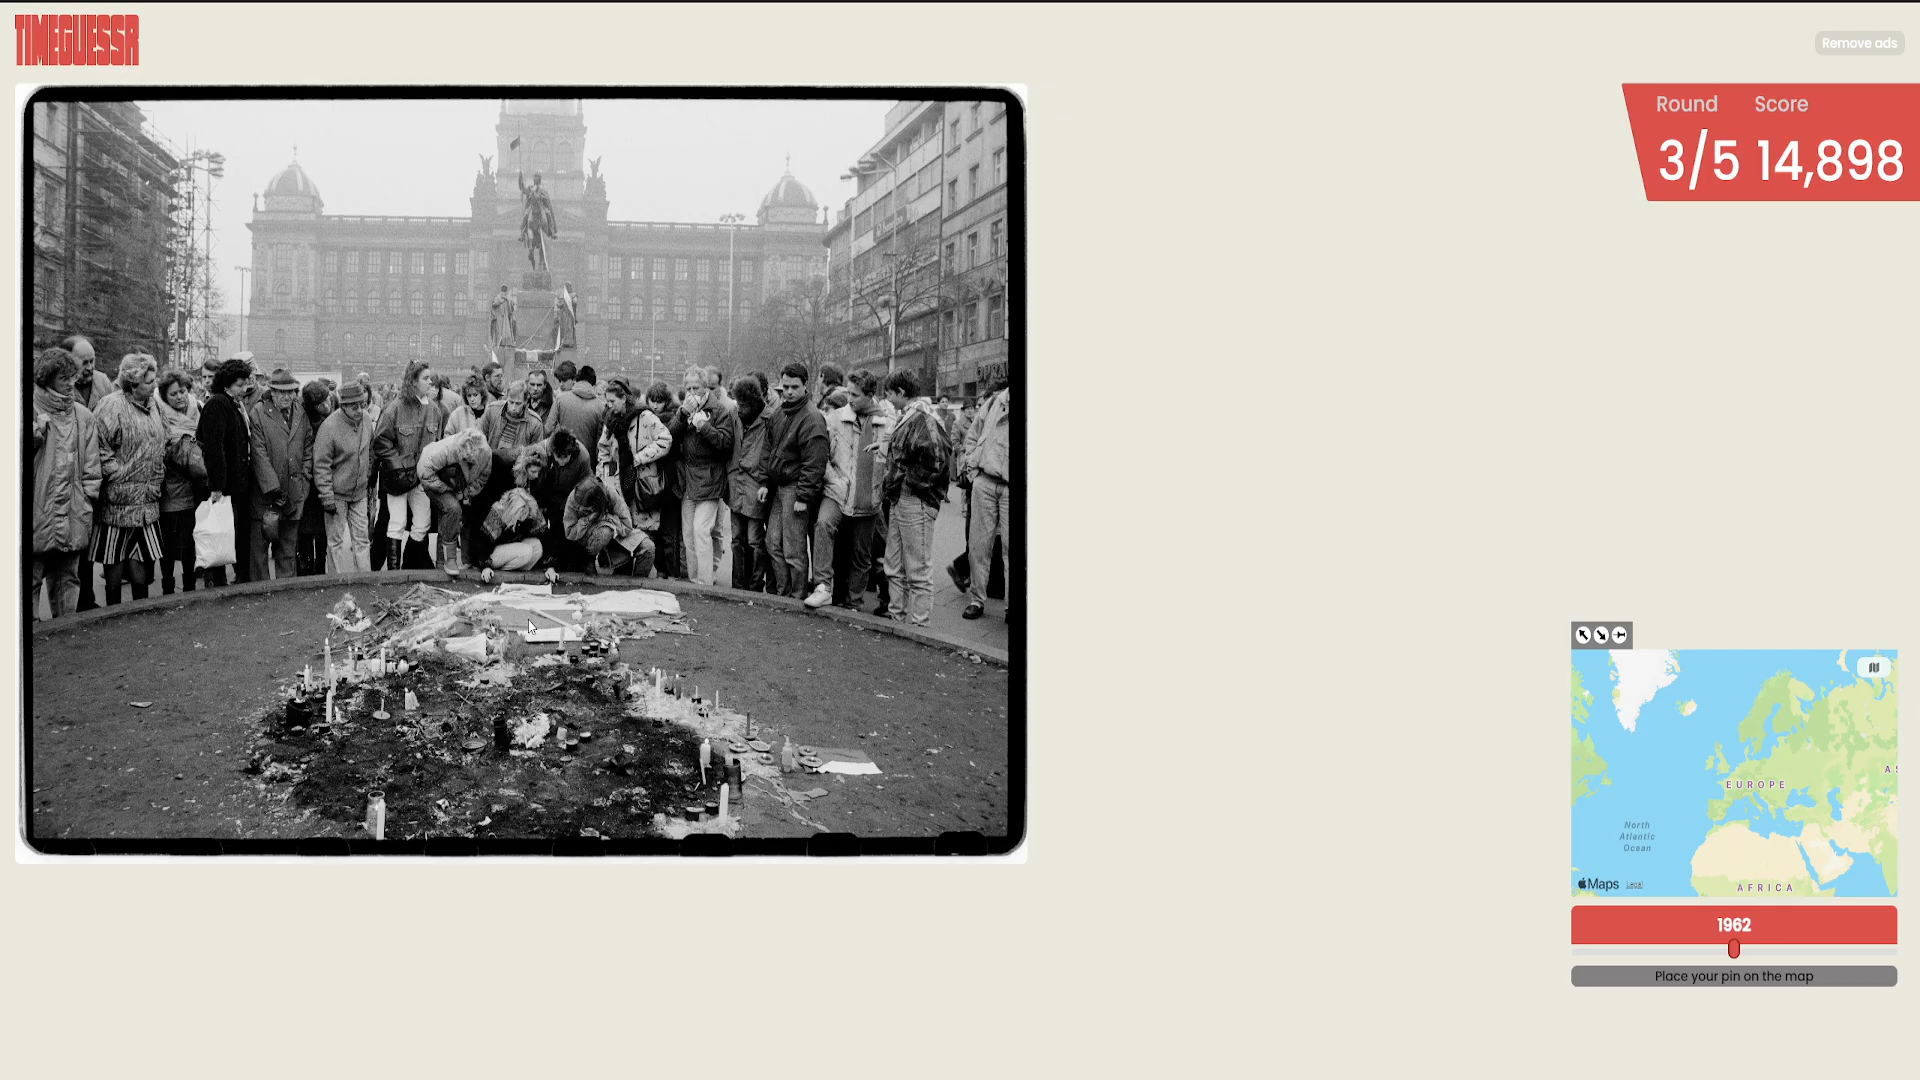 TIMEGUESSR
Remove ads
Round Score
3/5 14,898
EUROPE
North
Atlantic
Ocean
AFRICA
Maps Legal
1962
Place your pin on the map